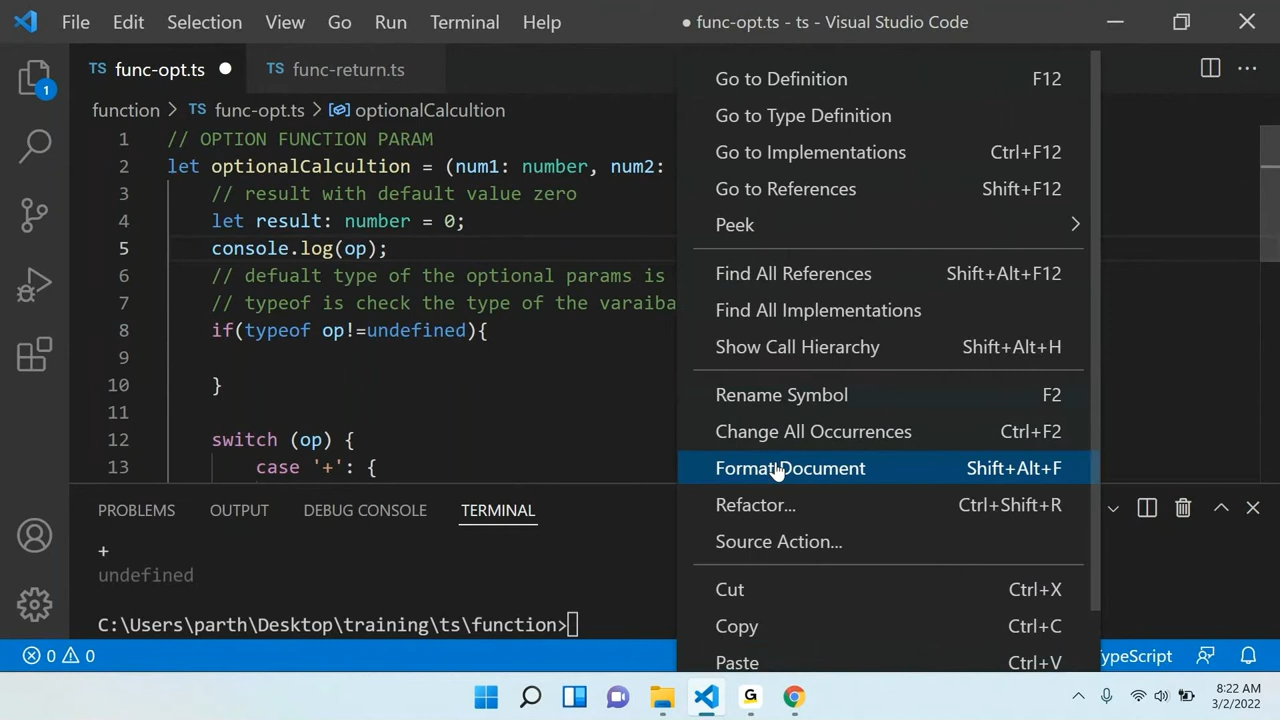 File Edit Selection View Go Run Terminal Help
● func-opt.ts - ts - Visual Studio Code
TS func-opt.ts ●
TS func-return.ts
1
function > TS func-opt.ts > optionalCalcultion
1 // OPTION FUNCTION PARAM
2 let optionalCalcultion = (num1: number, num2:
3 // result with default value zero
4 let result: number = 0;
5 console.log(op);
6 // defualt type of the optional params is
7 // typeof is check the type of the varaiba
8 if(typeof op!=undefined){
9
10 }
11
12 switch (op) {
13 case '+': {
Go to Definition F12
Go to Type Definition
Go to Implementations Ctrl+F12
Go to References Shift+F12
Peek
Find All References Shift+Alt+F12
Find All Implementations
Show Call Hierarchy Shift+Alt+H
Rename Symbol F2
Change All Occurrences Ctrl+F2
Format Document Shift+Alt+F
Refactor... Ctrl+Shift+R
Source Action...
Cut Ctrl+X
Copy Ctrl+C
Paste Ctrl+V
PROBLEMS OUTPUT DEBUG CONSOLE TERMINAL
+
undefined
C:\Users\parth\Desktop\training\ts\function>
0 0
TypeScript
G
8:22 AM
3/2/2022